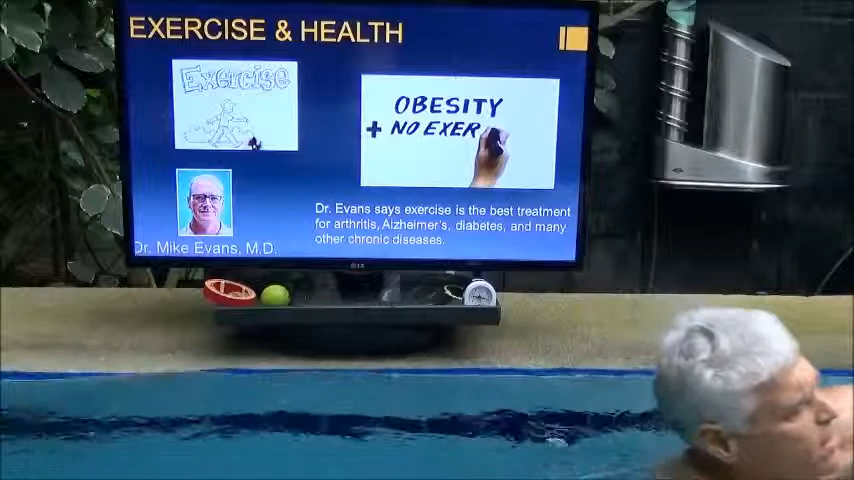 EXERCISE & HEALTH
Exercise
OBESITY
+ NO EXER
Dr. Evans says exercise is the best treatment
for arthritis, Alzheimer's, diabetes, and many
other chronic diseases.
Dr. Mike Evans, M.D.
LG